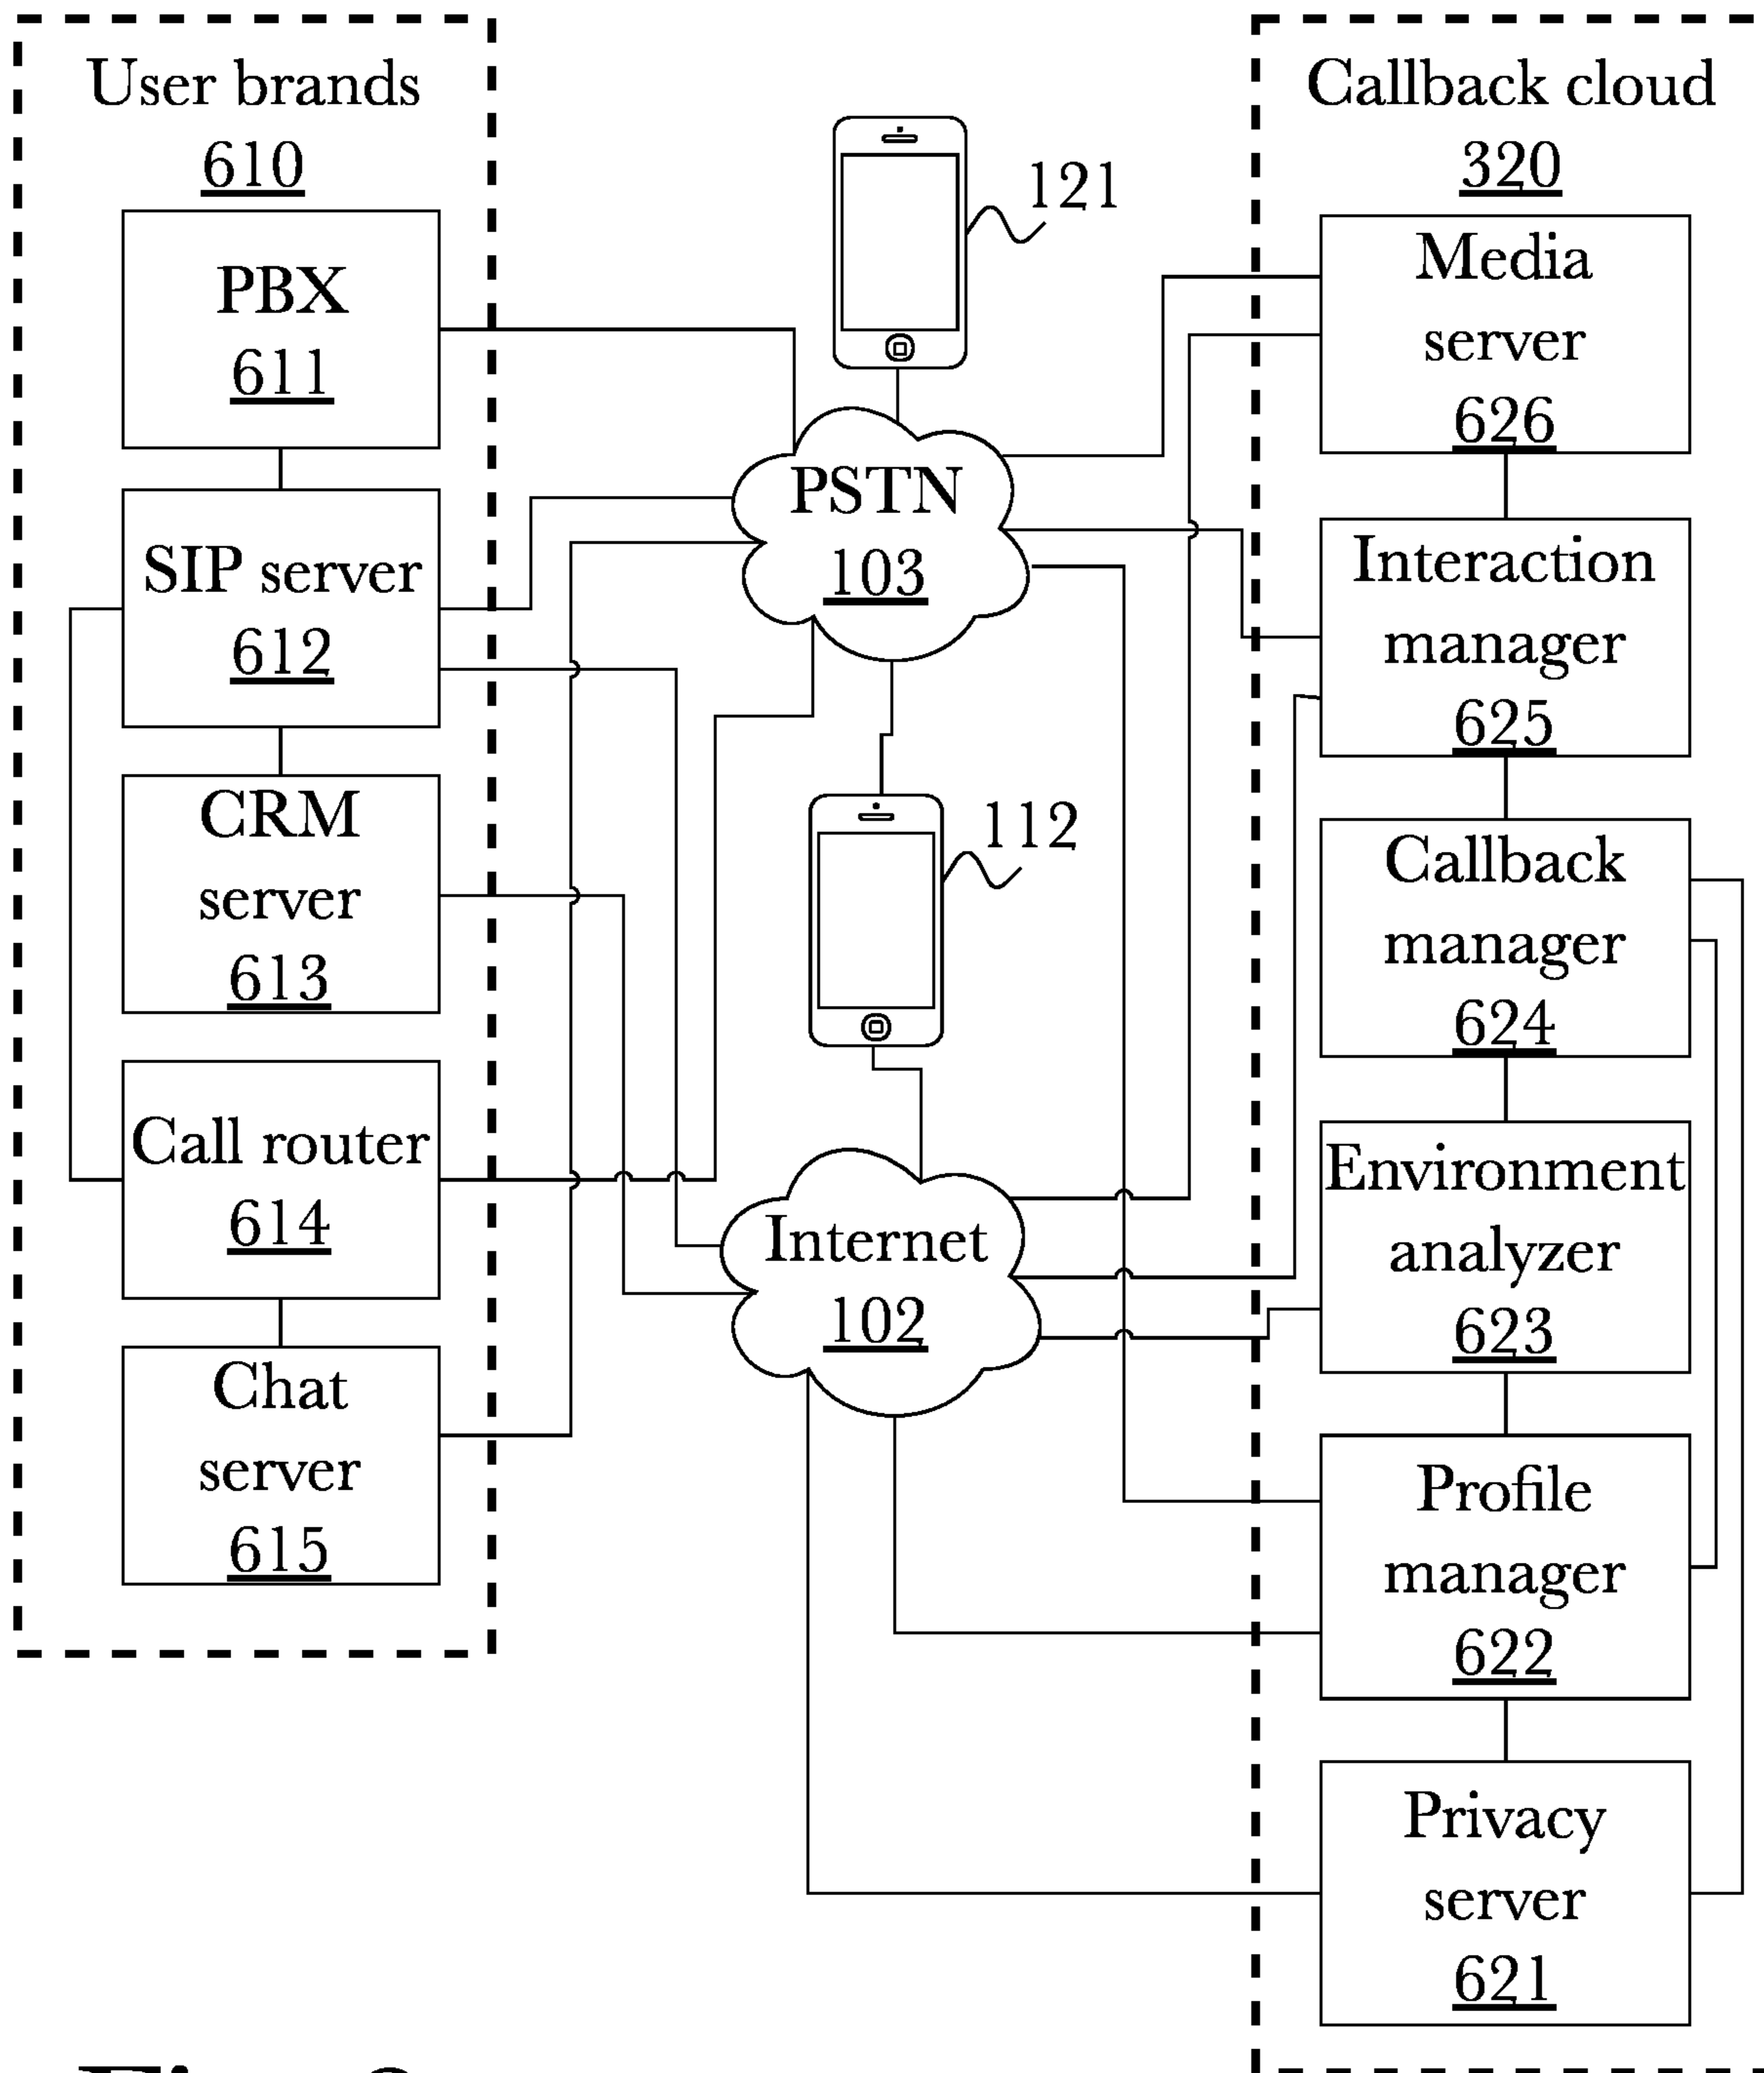 User brands
610
PBX
611
SIP server
612
CRM
server
613
Call router
614
Chat
server
615
121
PSTN
103
112
Internet
102
Callback cloud
320
Media
server
626
Interaction
manager
625
Callback
manager
624
Environment
analyzer
623
Profile
manager
622
Privacy
server
621